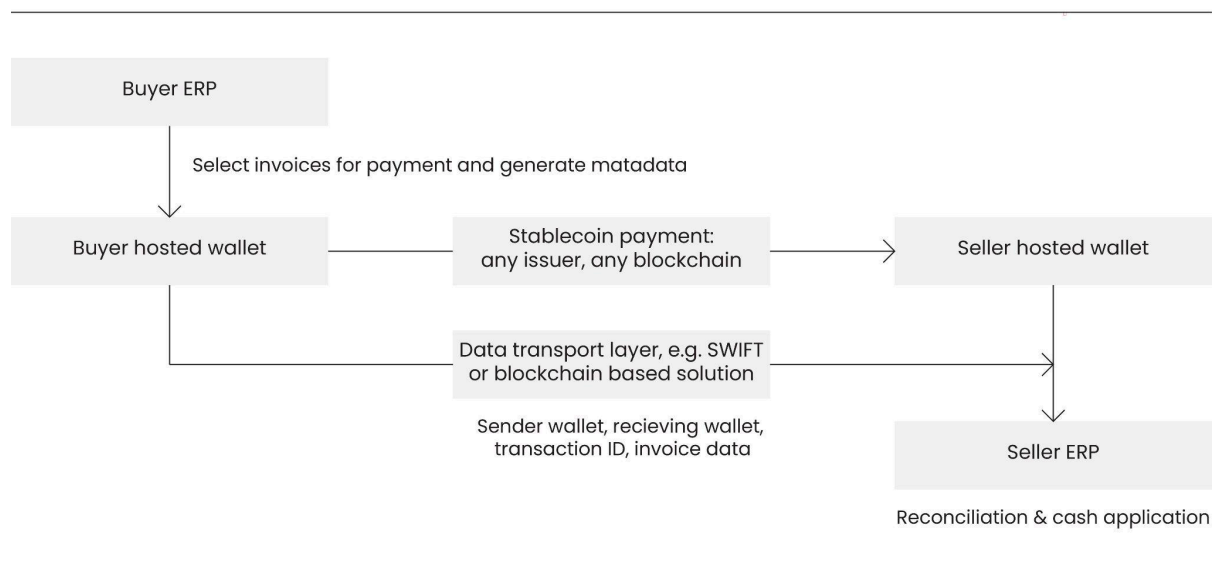 Buyer ERP
Select invoices for payment and generate matadata
Buyer hosted wallet
Stablecoin payment:
any issuer, any blockchain
Seller hosted wallet
Data transport layer, e.g. SWIFT
or blockchain based solution
Sender wallet, recieving wallet,
transaction ID, invoice data
Seller ERP
Reconciliation & cash application